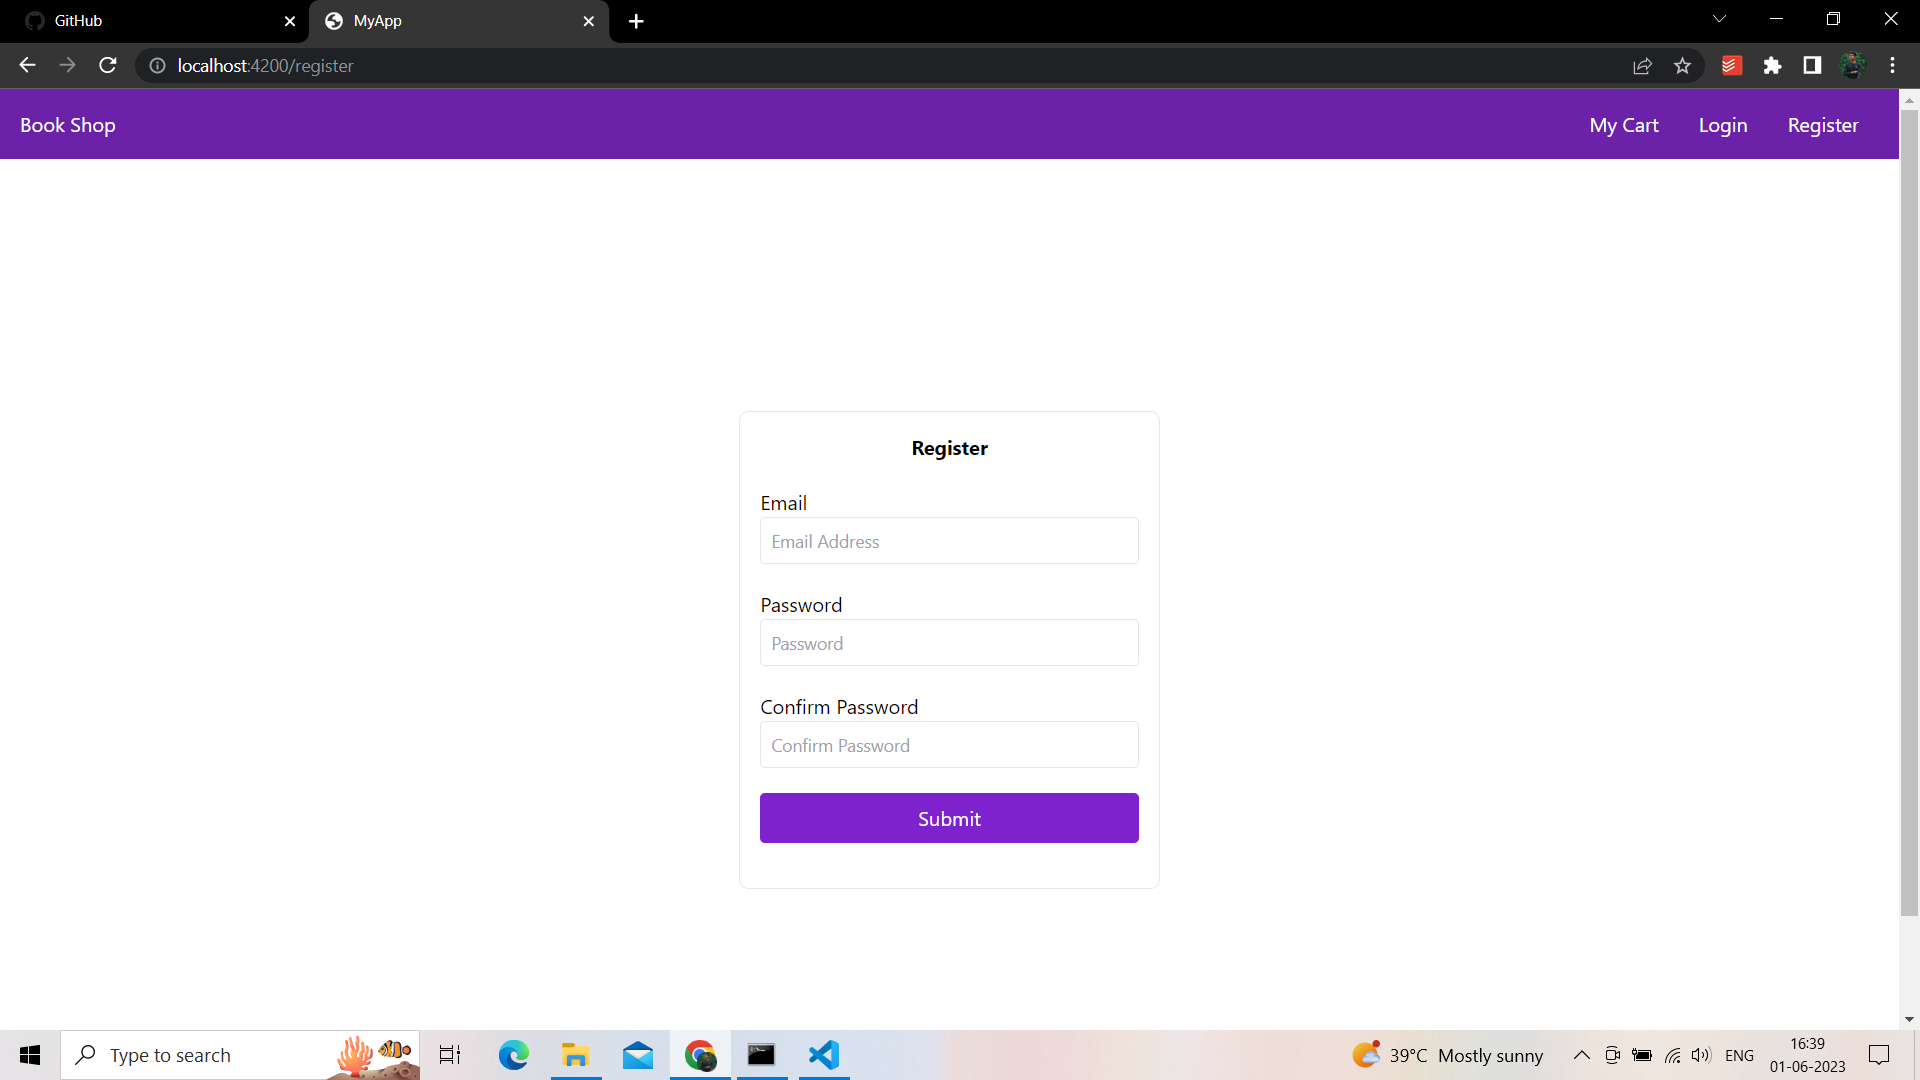 GitHub
MyApp
localhost:4200/register
Book Shop
My Cart
Login
Register
Register
Email
Email Address
Password
Password
Confirm Password
Confirm Password
Submit
Type to search
39°C Mostly sunny
ENG
16:39
01-06-2023